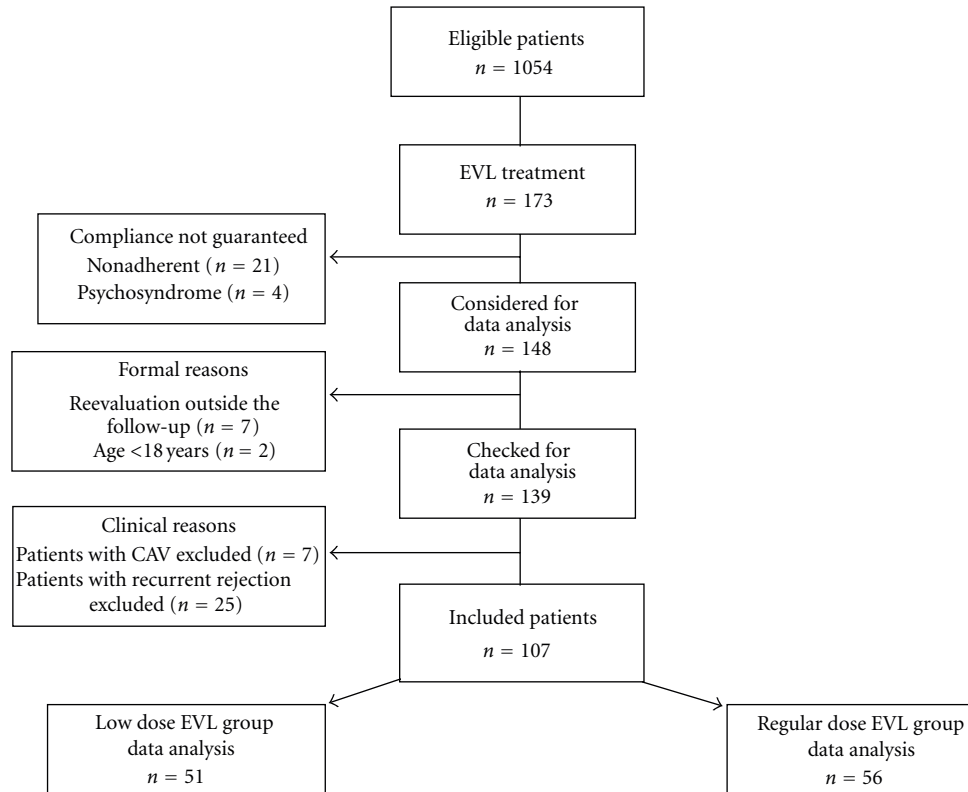 Eligible patients
n = 1054
EVL treatment
n = 173
Compliance not guaranteed
Nonadherent (n = 21)
Psychosyndrome (n = 4)
Considered for
data analysis
n = 148
Formal reasons
Reevaluation outside the
follow-up (n = 7)
Age <18 years (n = 2)
Checked for
data analysis
n = 139
Clinical reasons
Patients with CAV excluded (n = 7)
Patients with recurrent rejection
excluded (n = 25)
Included patients
n = 107
Low dose EVL group
data analysis
n = 51
Regular dose EVL group
data analysis
n = 56